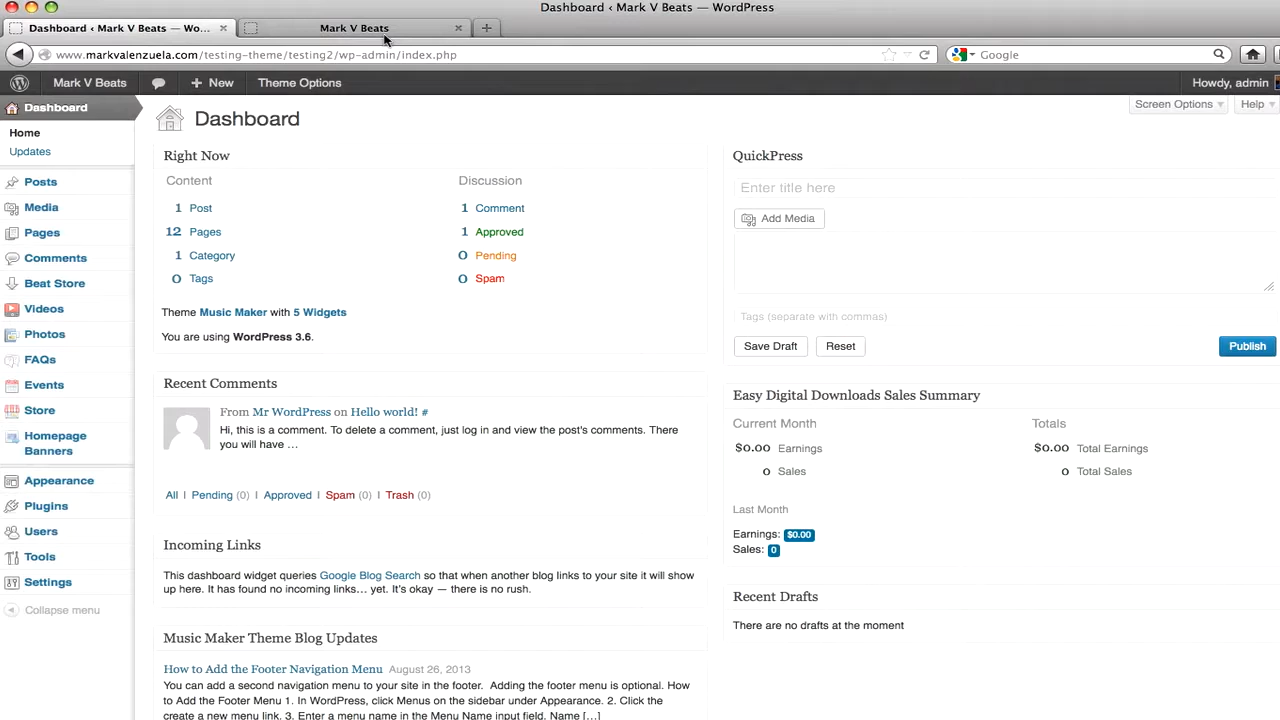 Dashboard ‹ Mark V Beats — WordPress
Dashboard ‹ Mark V Beats — Wo...
Mark V Beats
www.markvalenzuela.com/testing-theme/testing2/wp-admin/index.php
Google
Mark V Beats
New
Theme Options
Howdy, admin
Screen Options
Help
Dashboard
Home
Updates
Posts
Media
Pages
Comments
Beat Store
Videos
Photos
FAQs
Events
Store
Homepage
Banners
Appearance
Plugins
Users
Tools
Settings
Collapse menu
Dashboard
Right Now
Content
Discussion
1 Post
1 Comment
12 Pages
1 Approved
1 Category
0 Pending
0 Tags
0 Spam
Theme Music Maker with 5 Widgets
You are using WordPress 3.6.
Recent Comments
From Mr WordPress on Hello world! #
Hi, this is a comment. To delete a comment, just log in and view the post's comments. There
you will have …
All | Pending (0) | Approved | Spam (0) | Trash (0)
Incoming Links
This dashboard widget queries Google Blog Search so that when another blog links to your site it will show
up here. It has found no incoming links… yet. It's okay — there is no rush.
Music Maker Theme Blog Updates
How to Add the Footer Navigation Menu August 26, 2013
You can add a second navigation menu to your site in the footer. Adding the footer menu is optional. How
to Add the Footer Menu 1. In WordPress, click Menus on the sidebar under Appearance. 2. Click the
create a new menu link. 3. Enter a menu name in the Menu Name input field. Name […]
QuickPress
Enter title here
Add Media
Tags (separate with commas)
Save Draft
Reset
Publish
Easy Digital Downloads Sales Summary
Current Month
Totals
$0.00 Earnings
$0.00 Total Earnings
0 Sales
0 Total Sales
Last Month
Earnings: $0.00
Sales: 0
Recent Drafts
There are no drafts at the moment